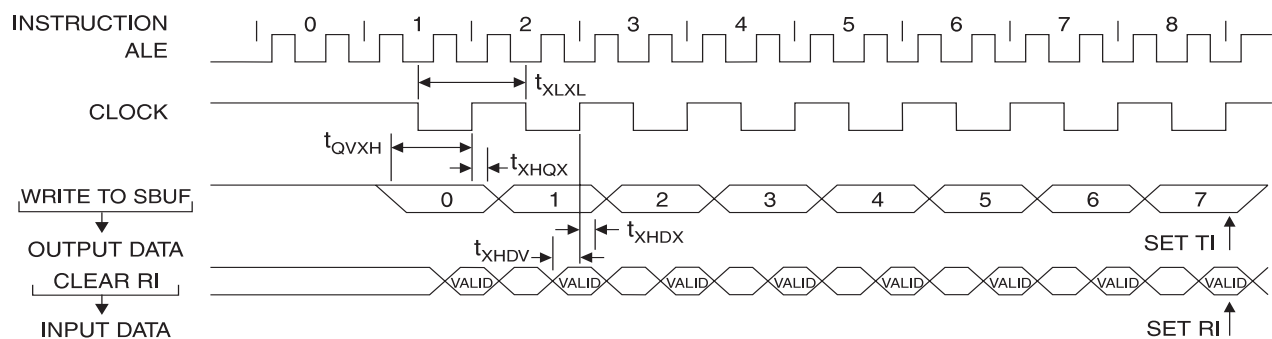 INSTRUCTION 0 1 2 3 4 5 6 7 8
ALE
tXLXL
CLOCK
tQVXH
tXHQX
WRITE TO SBUF 0 1 2 3 4 5 6 7
tXHDX
SET TI
OUTPUT DATA
tXHDV
CLEAR RI VALID VALID VALID VALID VALID VALID VALID VALID
INPUT DATA
SET RI